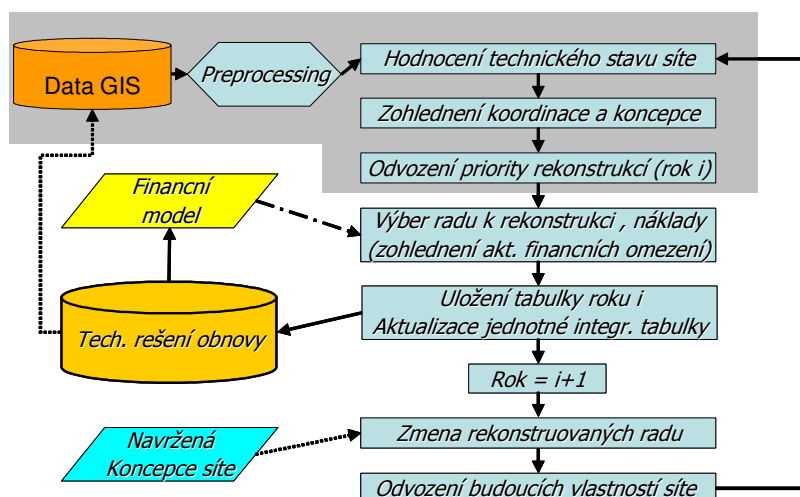 Data GIS
Preprocessing
Hodnocení technického stavu síte
Zohlednení koordinace a koncepce
Odvození priority rekonstrukcí (rok i)
Financní
model
Výber radu k rekonstrukci , náklady
(zohlednení akt. financních omezení)
Uložení tabulky roku i
Aktualizace jednotné integr. tabulky
Tech. rešení obnovy
Rok = i+1
Navržená
Koncepce síte
Zmena rekonstruovaných radu
Odvození budoucích vlastností síte